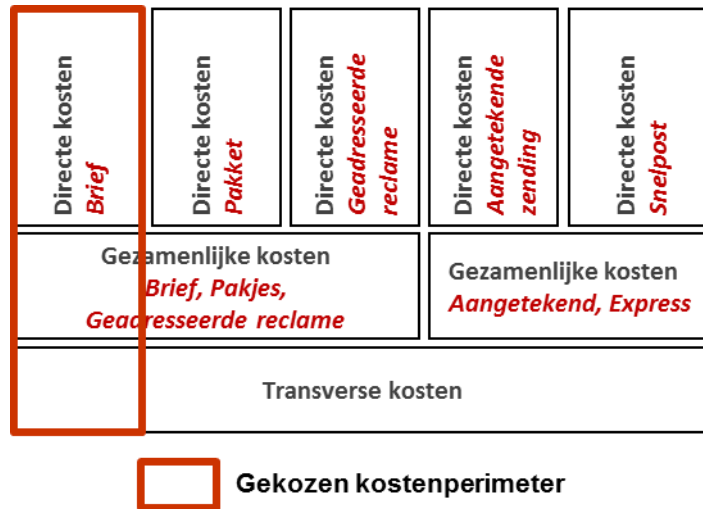 Directe kosten
Brief
Directe kosten
Pakket
Directe kosten
Geadresseerde
reclame
Directe kosten
Aangetekende
zending
Directe kosten
Snelpost
Gezamenlijke kosten
Brief, Pakjes,
Geadresseerde reclame
Gezamenlijke kosten
Aangetekend, Express
Transverse kosten
Gekozen kostenperimeter